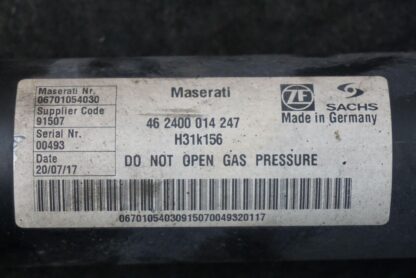 Maserati Nr.
06701054030
Supplier Code
91507
Serial Nr.
00493
Date
20/07/17
Maserati
46 2400 014 247
H31k156
DO NOT OPEN GAS PRESSURE
ZF
SACHS
Made in Germany
06701054030915070049320117